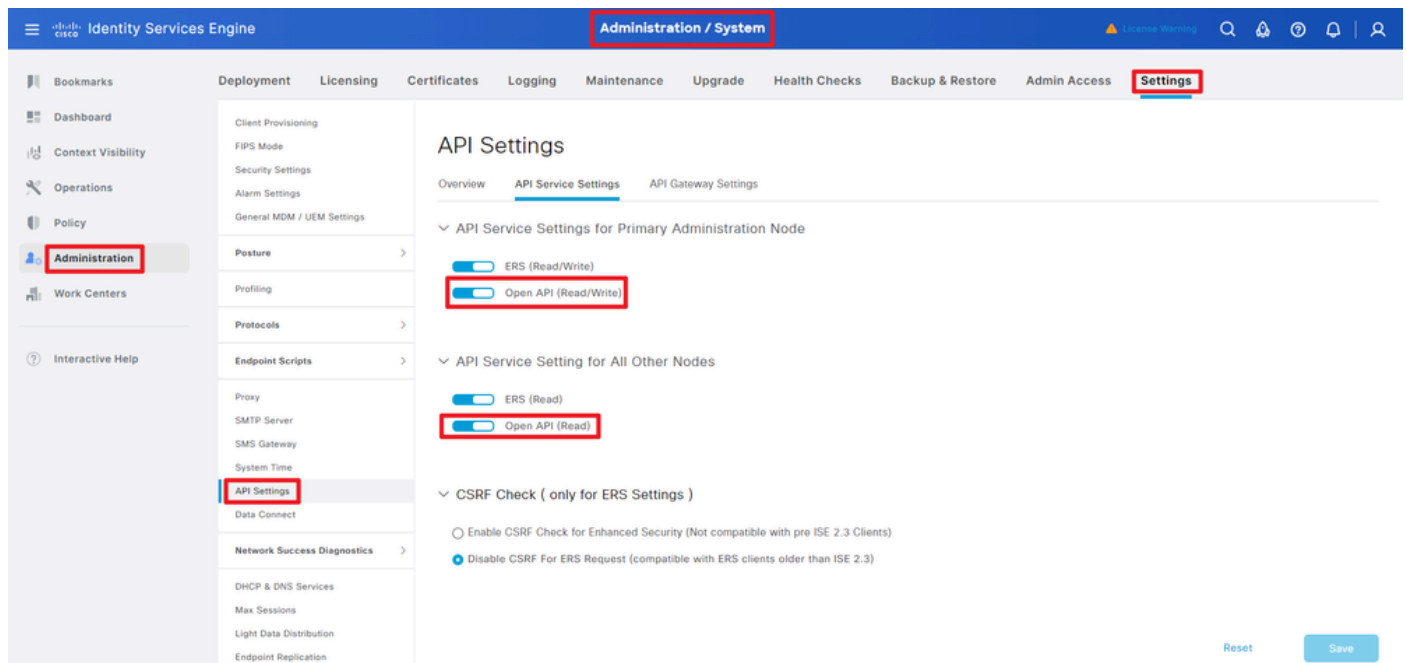 cisco Identity Services Engine
Administration / System
License Warning
Bookmarks
Dashboard
Context Visibility
Operations
Policy
Administration
Work Centers
Interactive Help
Deployment Licensing Certificates Logging Maintenance Upgrade Health Checks Backup & Restore Admin Access Settings
Client Provisioning
FIPS Mode
Security Settings
Alarm Settings
General MDM / UEM Settings
Posture
Profiling
Protocols
Endpoint Scripts
Proxy
SMTP Server
SMS Gateway
System Time
API Settings
Data Connect
Network Success Diagnostics
DHCP & DNS Services
Max Sessions
Light Data Distribution
Endpoint Replication
API Settings
Overview API Service Settings API Gateway Settings
API Service Settings for Primary Administration Node
ERS (Read/Write)
Open API (Read/Write)
API Service Setting for All Other Nodes
ERS (Read)
Open API (Read)
CSRF Check ( only for ERS Settings )
Enable CSRF Check for Enhanced Security (Not compatible with pre ISE 2.3 Clients)
Disable CSRF For ERS Request (compatible with ERS clients older than ISE 2.3)
Reset Save